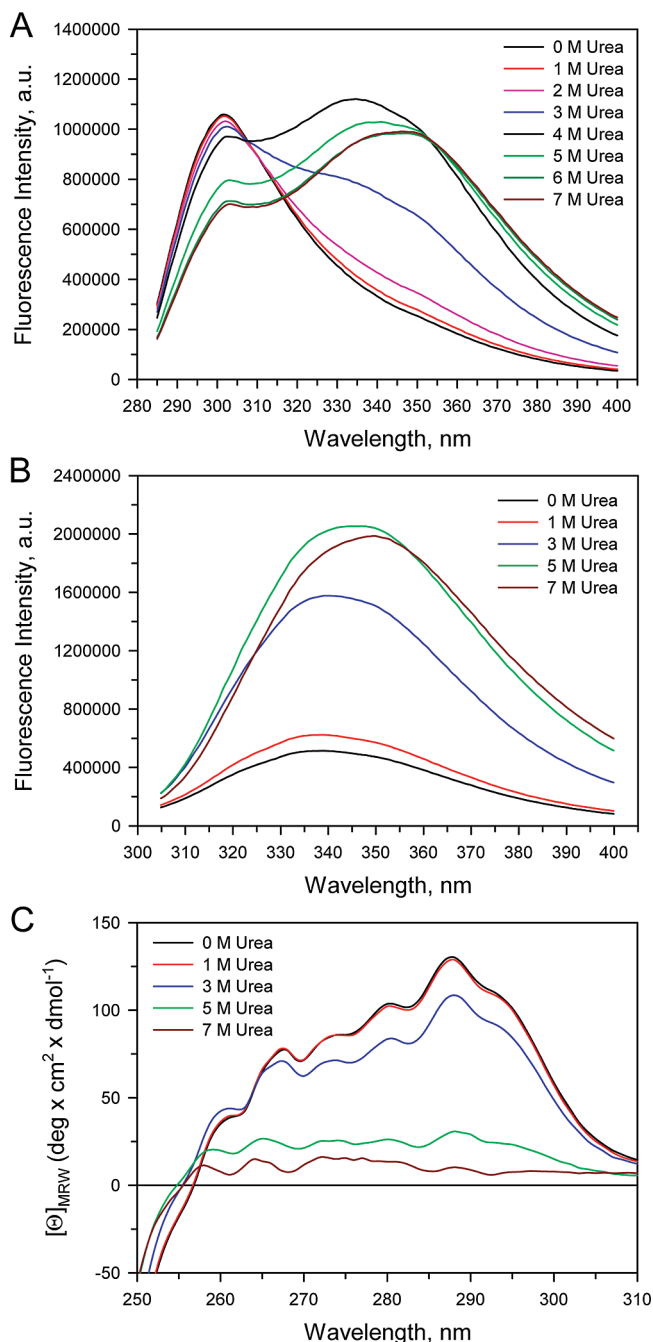 A
Fluorescence Intensity, a.u.
1400000
1200000
1000000
800000
600000
400000
200000
0
0 M Urea
1 M Urea
2 M Urea
3 M Urea
4 M Urea
5 M Urea
6 M Urea
7 M Urea
280 290 300 310 320 330 340 350 360 370 380 390 400
Wavelength, nm
B
Fluorescence Intensity, a.u.
2400000
2000000
1600000
1200000
800000
400000
0
0 M Urea
1 M Urea
3 M Urea
5 M Urea
7 M Urea
300 310 320 330 340 350 360 370 380 390 400
Wavelength, nm
C
[Θ]MRW (deg x cm² x dmol⁻¹)
150
100
50
0
-50
0 M Urea
1 M Urea
3 M Urea
5 M Urea
7 M Urea
250 260 270 280 290 300 310
Wavelength, nm